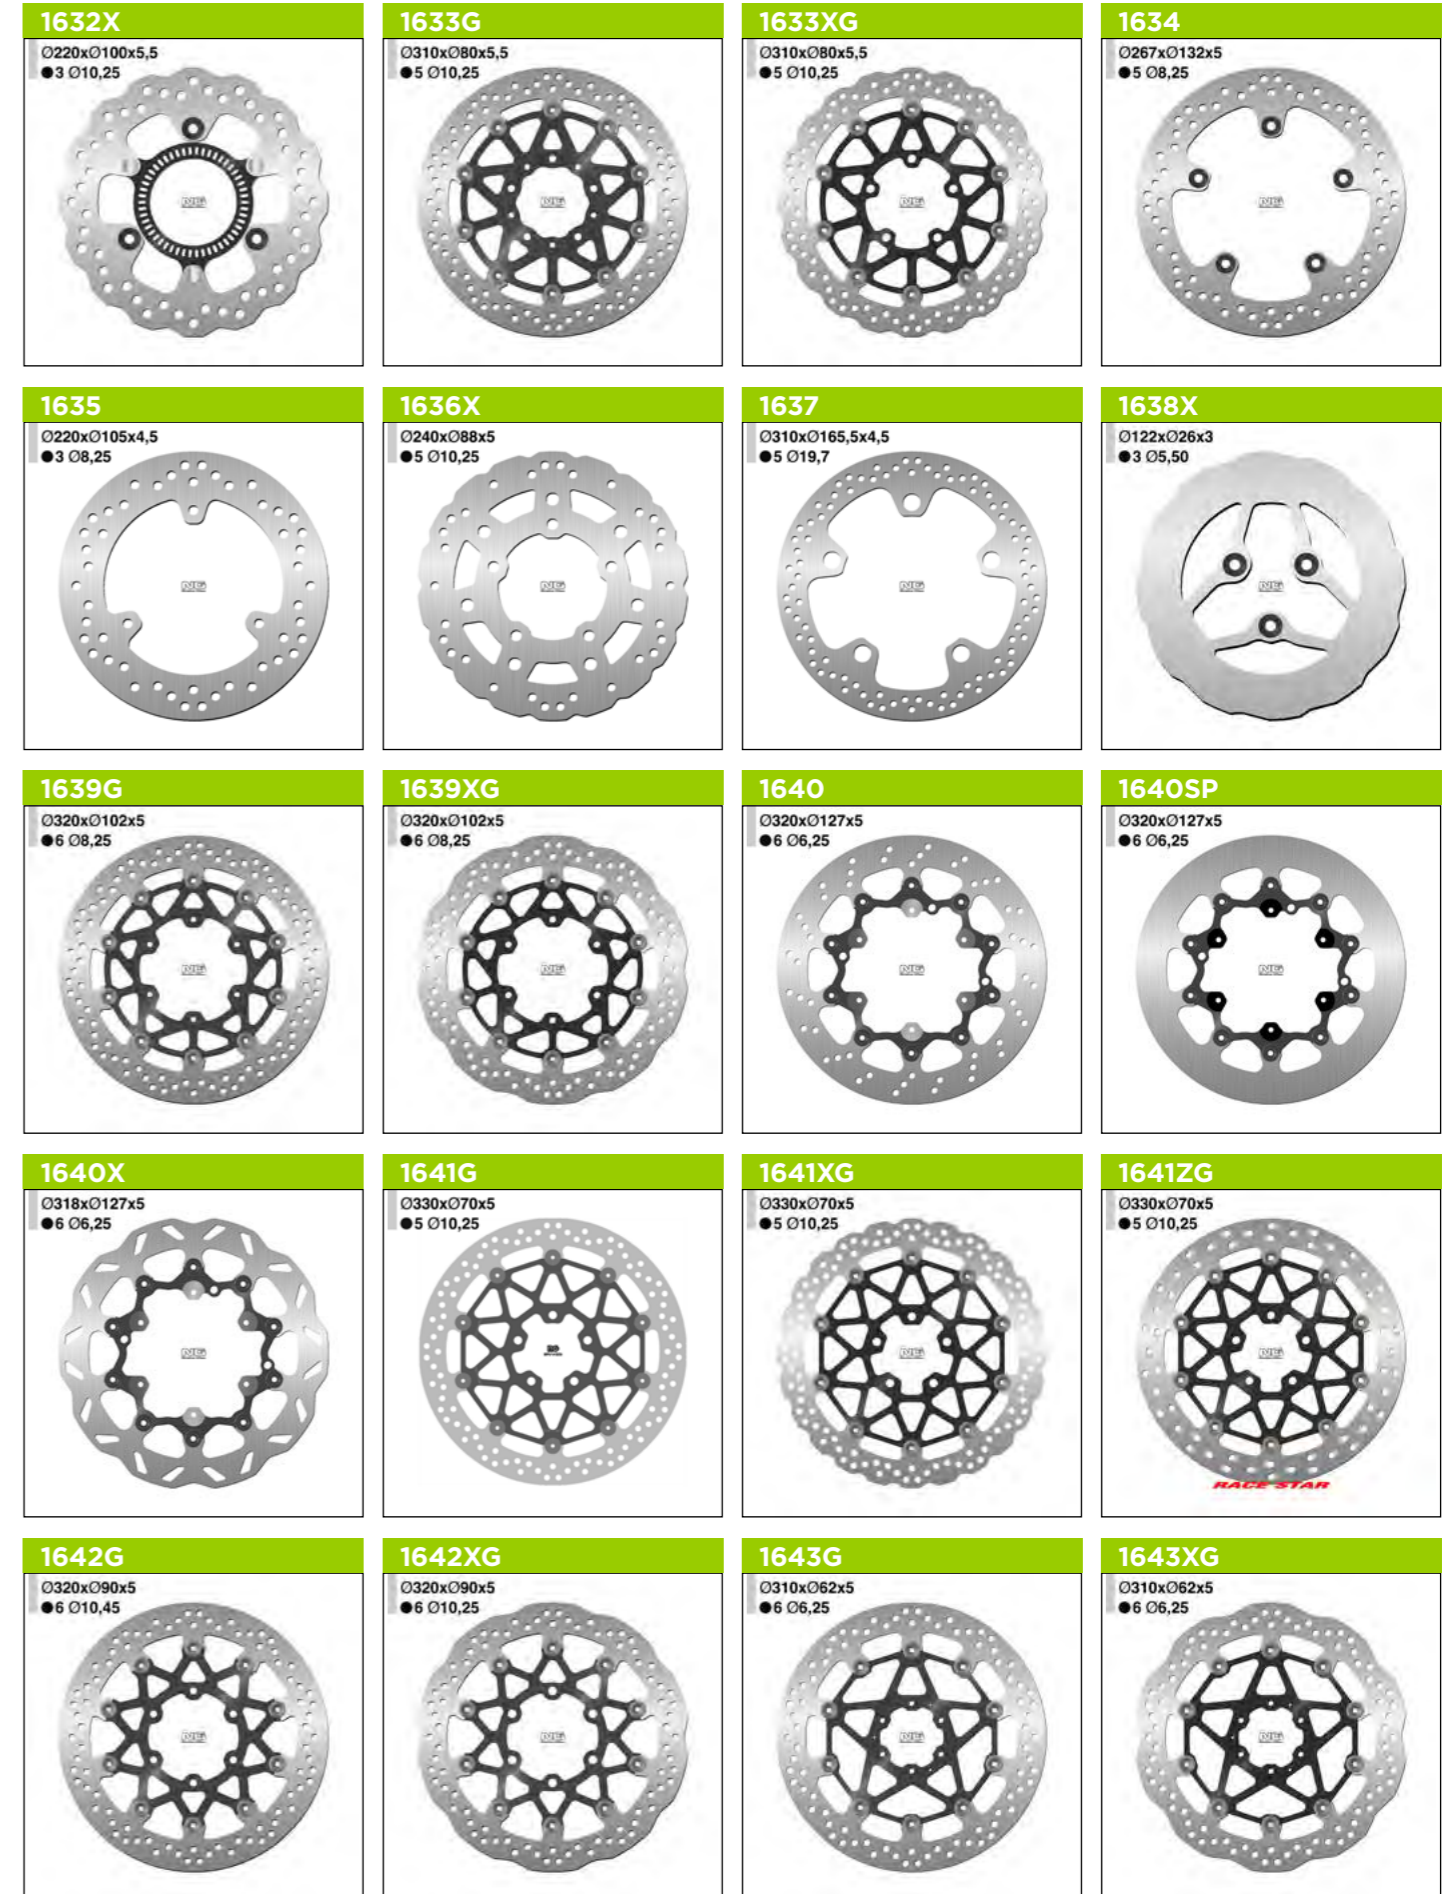 1632X
Ø220xØ100x5,5
●3 Ø10,25
1633G
Ø310xØ80x5,5
●5 Ø10,25
1633XG
Ø310xØ80x5,5
●5 Ø10,25
1634
Ø267xØ132x5
●5 Ø8,25
1635
Ø220xØ105x4,5
●3 Ø8,25
1636X
Ø240xØ88x5
●5 Ø10,25
1637
Ø310xØ165,5x4,5
●5 Ø19,7
1638X
Ø122xØ26x3
●3 Ø5,50
1639G
Ø320xØ102x5
●6 Ø8,25
1639XG
Ø320xØ102x5
●6 Ø8,25
1640
Ø320xØ127x5
●6 Ø6,25
1640SP
Ø320xØ127x5
●6 Ø6,25
1640X
Ø318xØ127x5
●6 Ø6,25
1641G
Ø330xØ70x5
●5 Ø10,25
1641XG
Ø330xØ70x5
●5 Ø10,25
1641ZG
Ø330xØ70x5
●5 Ø10,25
RACE STAR
1642G
Ø320xØ90x5
●6 Ø10,45
1642XG
Ø320xØ90x5
●6 Ø10,25
1643G
Ø310xØ62x5
●6 Ø6,25
1643XG
Ø310xØ62x5
●6 Ø6,25